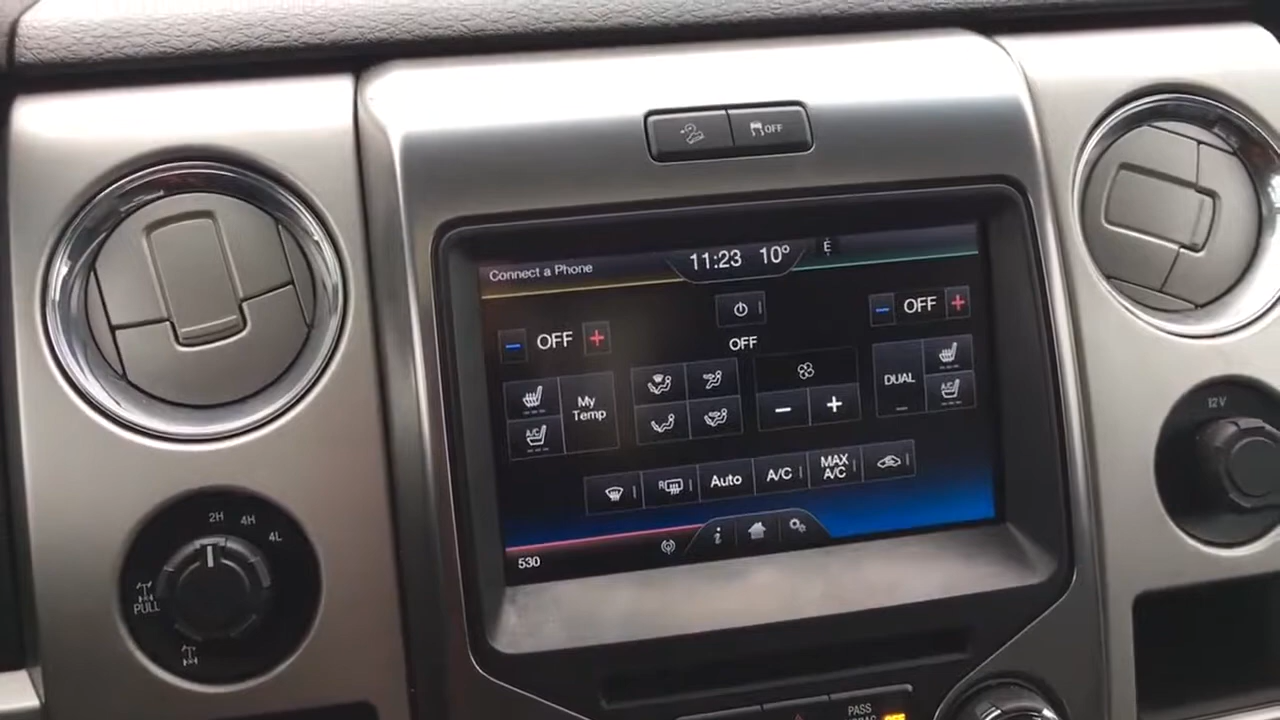 OFF
Connect a Phone
11:23 10°
E
OFF
OFF
OFF
12V
My
Temp
DUAL
A/C
A/C
R
Auto
A/C
MAX
A/C
2H
4H
4L
PULL
i
530
PASS
OFF